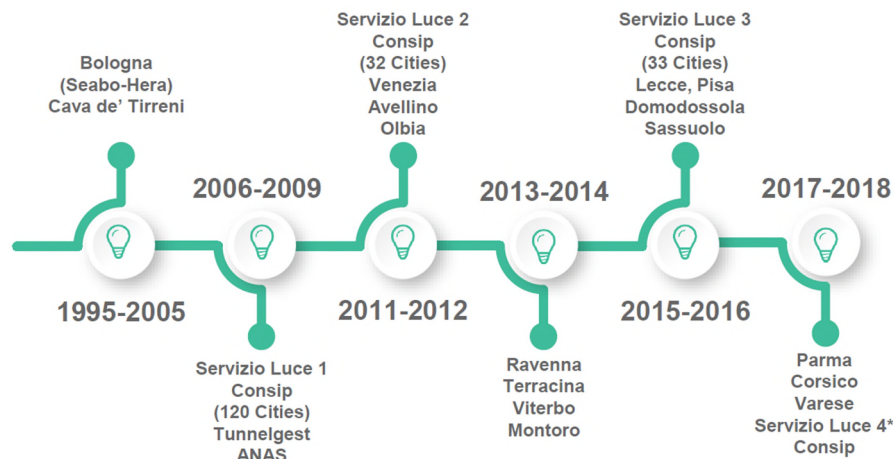 Bologna
(Seabo-Hera)
Cava de' Tirreni
1995-2005
2006-2009
Servizio Luce 1
Consip
(120 Cities)
Tunnelgest
ANAS
Servizio Luce 2
Consip
(32 Cities)
Venezia
Avellino
Olbia
2011-2012
2013-2014
Ravenna
Terracina
Viterbo
Montoro
Servizio Luce 3
Consip
(33 Cities)
Lecce, Pisa
Domodossola
Sassuolo
2015-2016
2017-2018
Parma
Corsico
Varese
Servizio Luce 4*
Consip